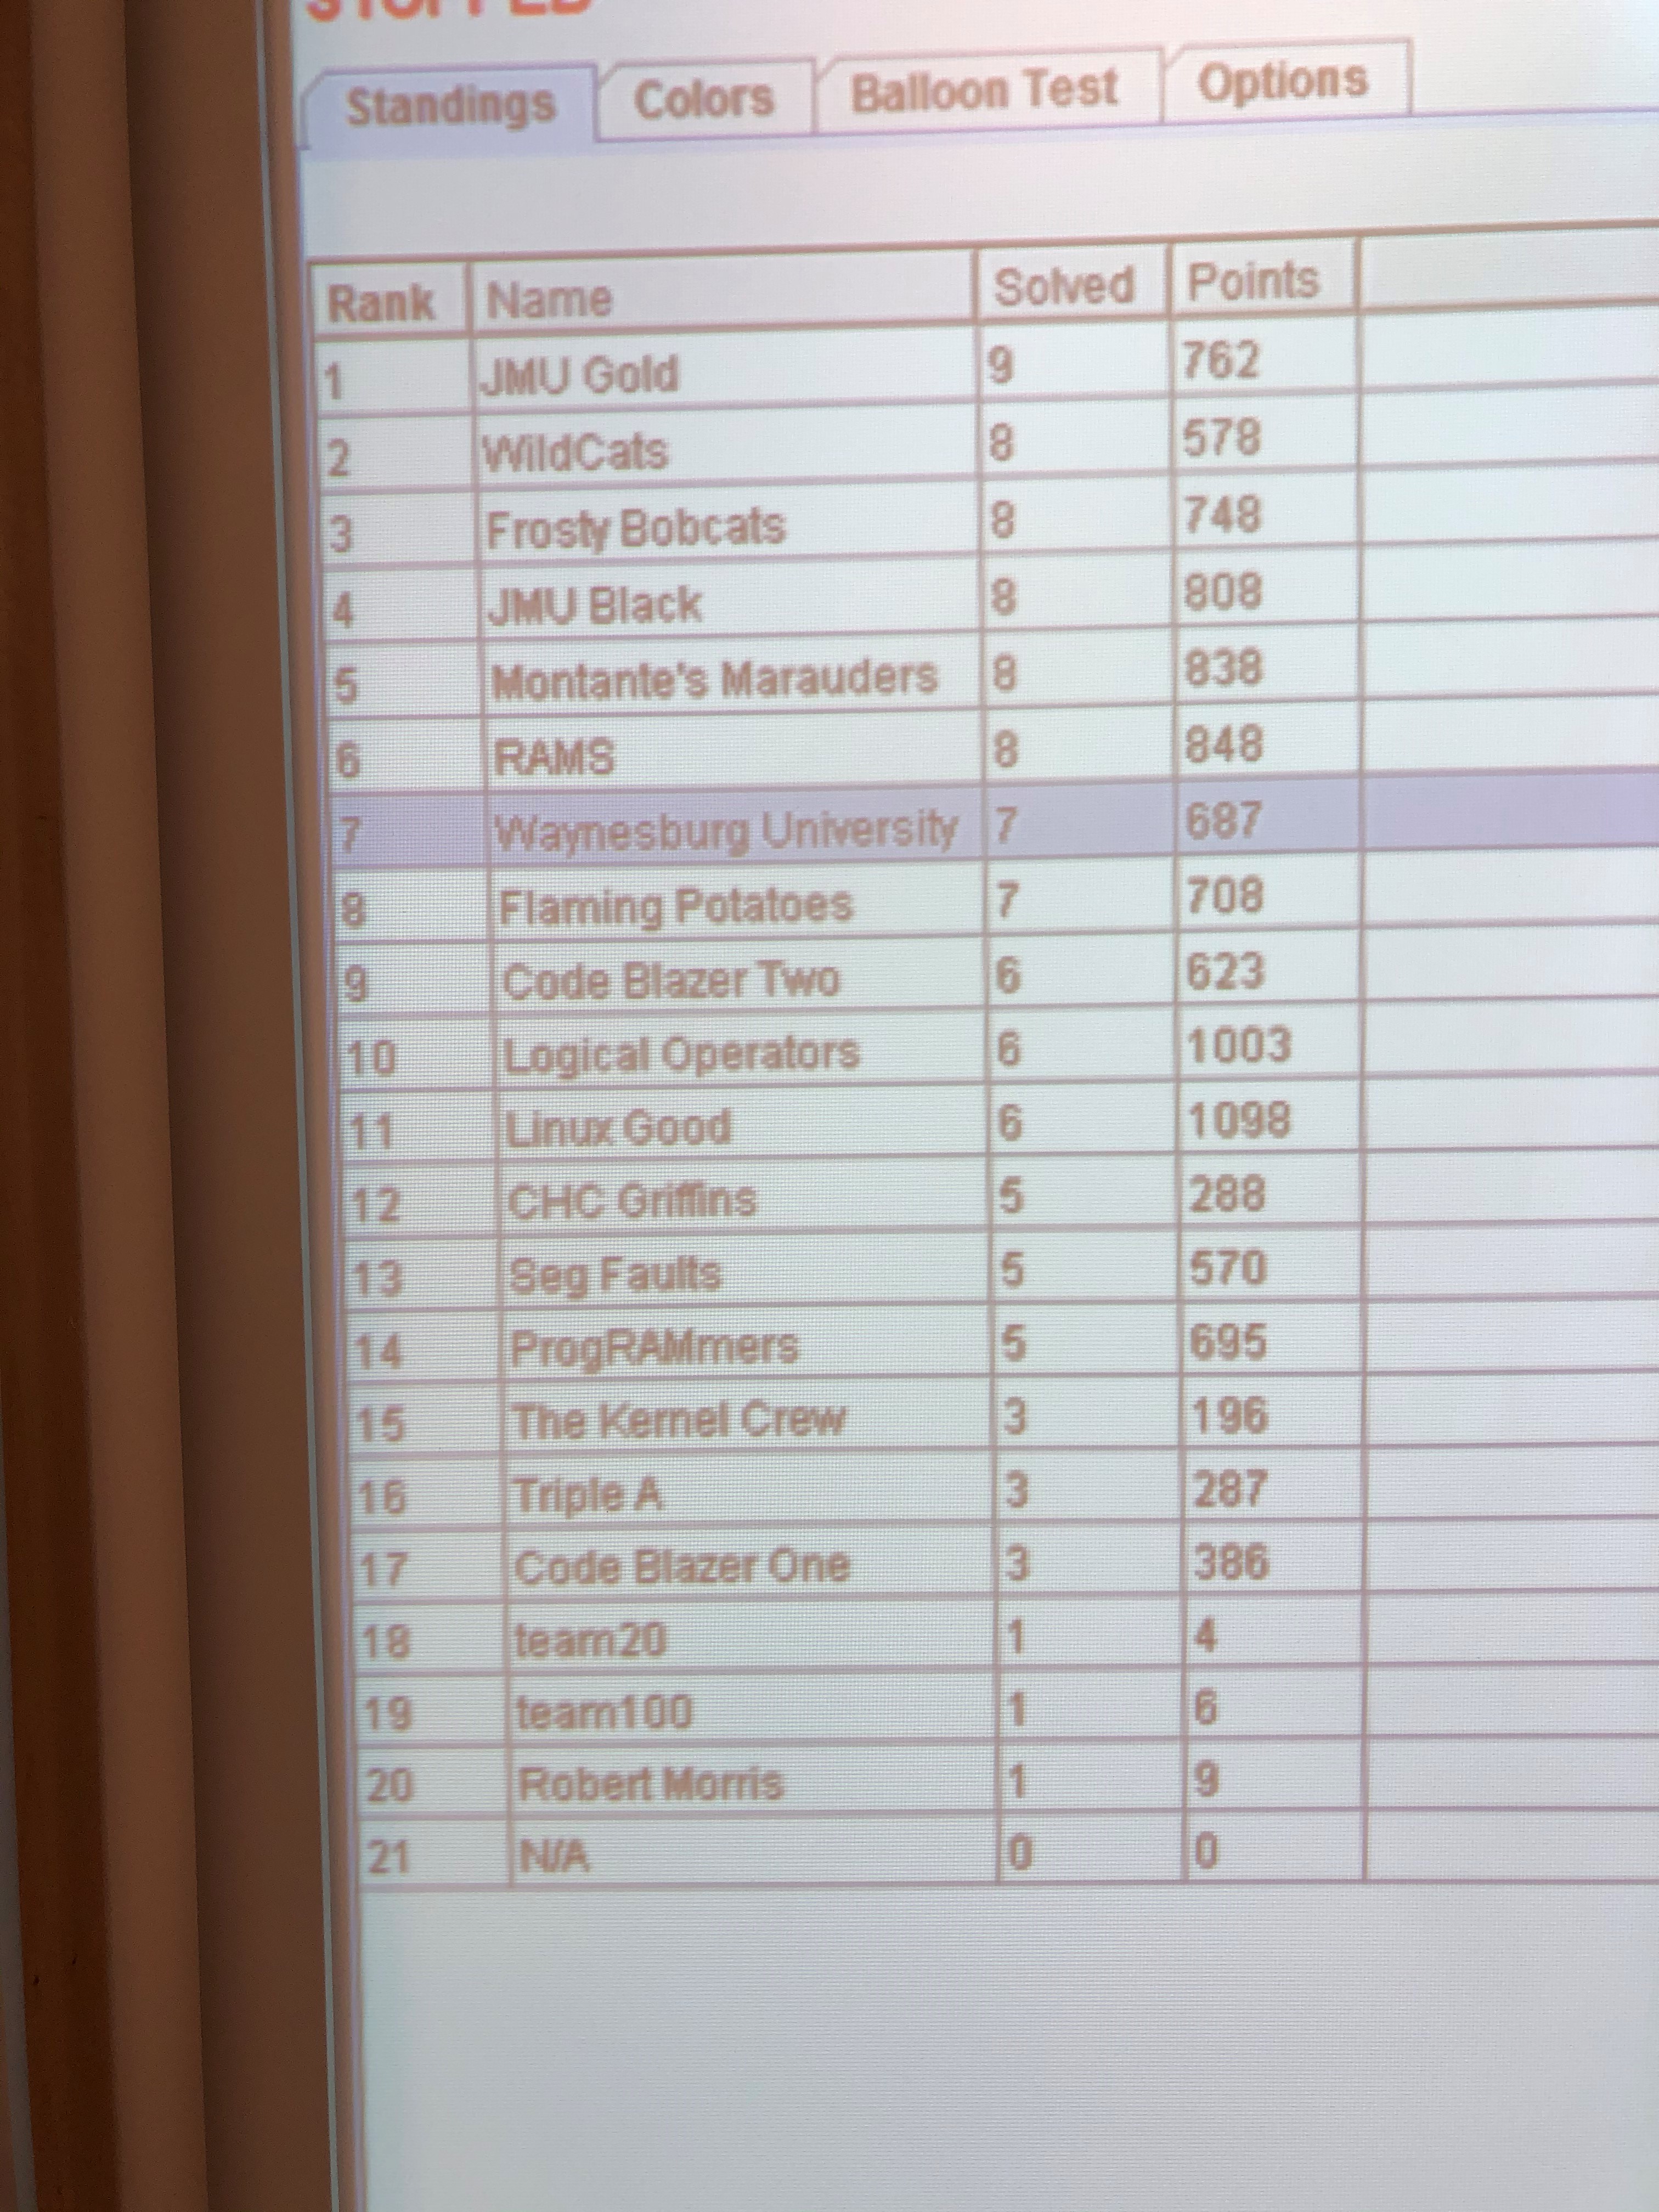 STOPPED
Standings Colors Balloon Test Options
Rank Name Solved Points
1 JMU Gold 9 762
2 WildCats 8 578
3 Frosty Bobcats 8 748
4 JMU Black 8 808
5 Montante's Marauders 8 838
6 RAMS 8 848
7 Waynesburg University 7 687
8 Flaming Potatoes 7 708
9 Code Blazer Two 6 623
10 Logical Operators 6 1003
11 Linux Good 6 1098
12 CHC Griffins 5 288
13 Seg Faults 5 570
14 ProgRAMmers 5 695
15 The Kernel Crew 3 196
16 Triple A 3 287
17 Code Blazer One 3 386
18 team20 1 4
19 team100 1 6
20 Robert Morris 1 9
21 N/A 0 0